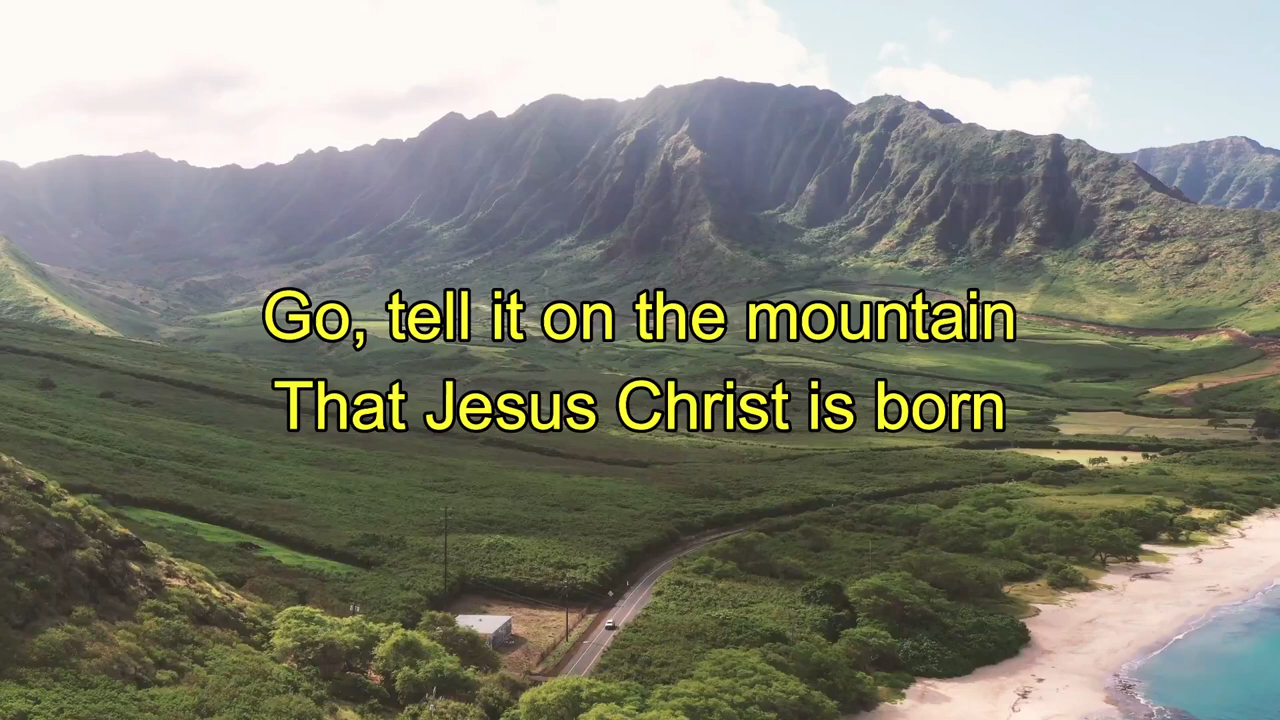 Go, tell it on the mountain
That Jesus Christ is born